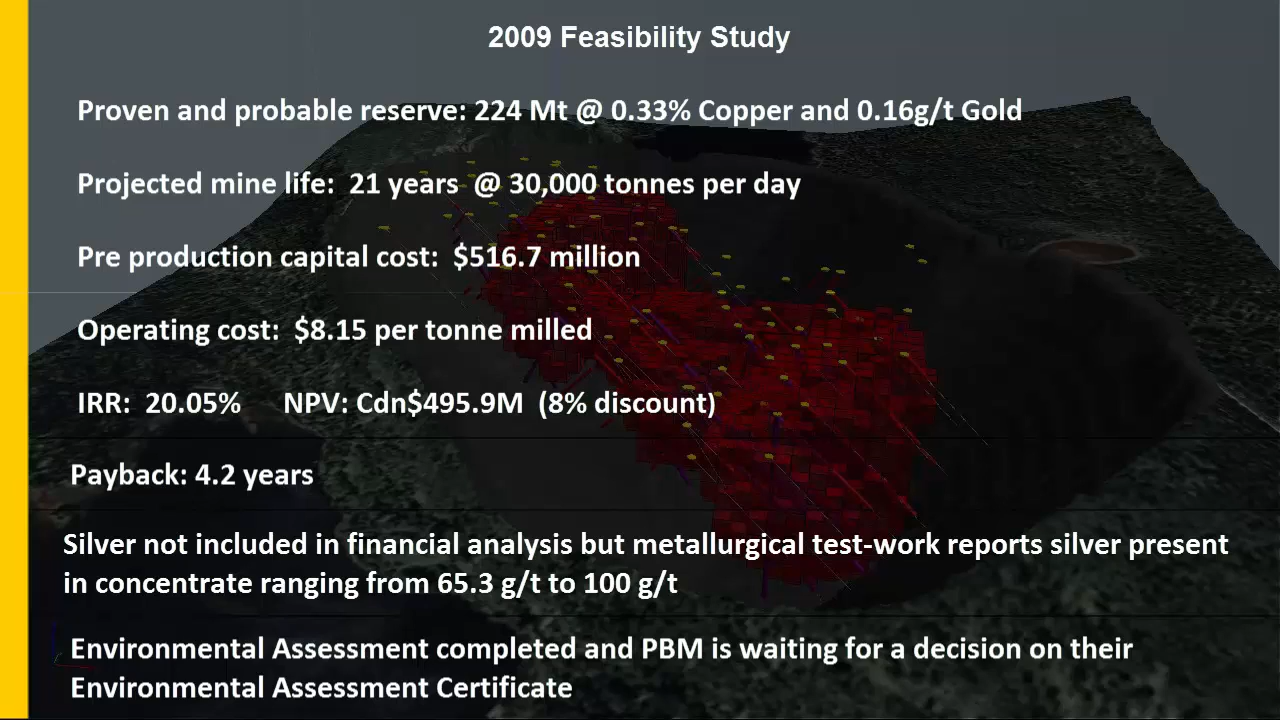 2009 Feasibility Study
Proven and probable reserve: 224 Mt @ 0.33% Copper and 0.16g/t Gold
Projected mine life: 21 years @ 30,000 tonnes per day
Pre production capital cost: $516.7 million
Operating cost: $8.15 per tonne milled
IRR: 20.05% NPV: Cdn$495.9M (8% discount)
Payback: 4.2 years
Silver not included in financial analysis but metallurgical test-work reports silver present
in concentrate ranging from 65.3 g/t to 100 g/t
Environmental Assessment completed and PBM is waiting for a decision on their
Environmental Assessment Certificate